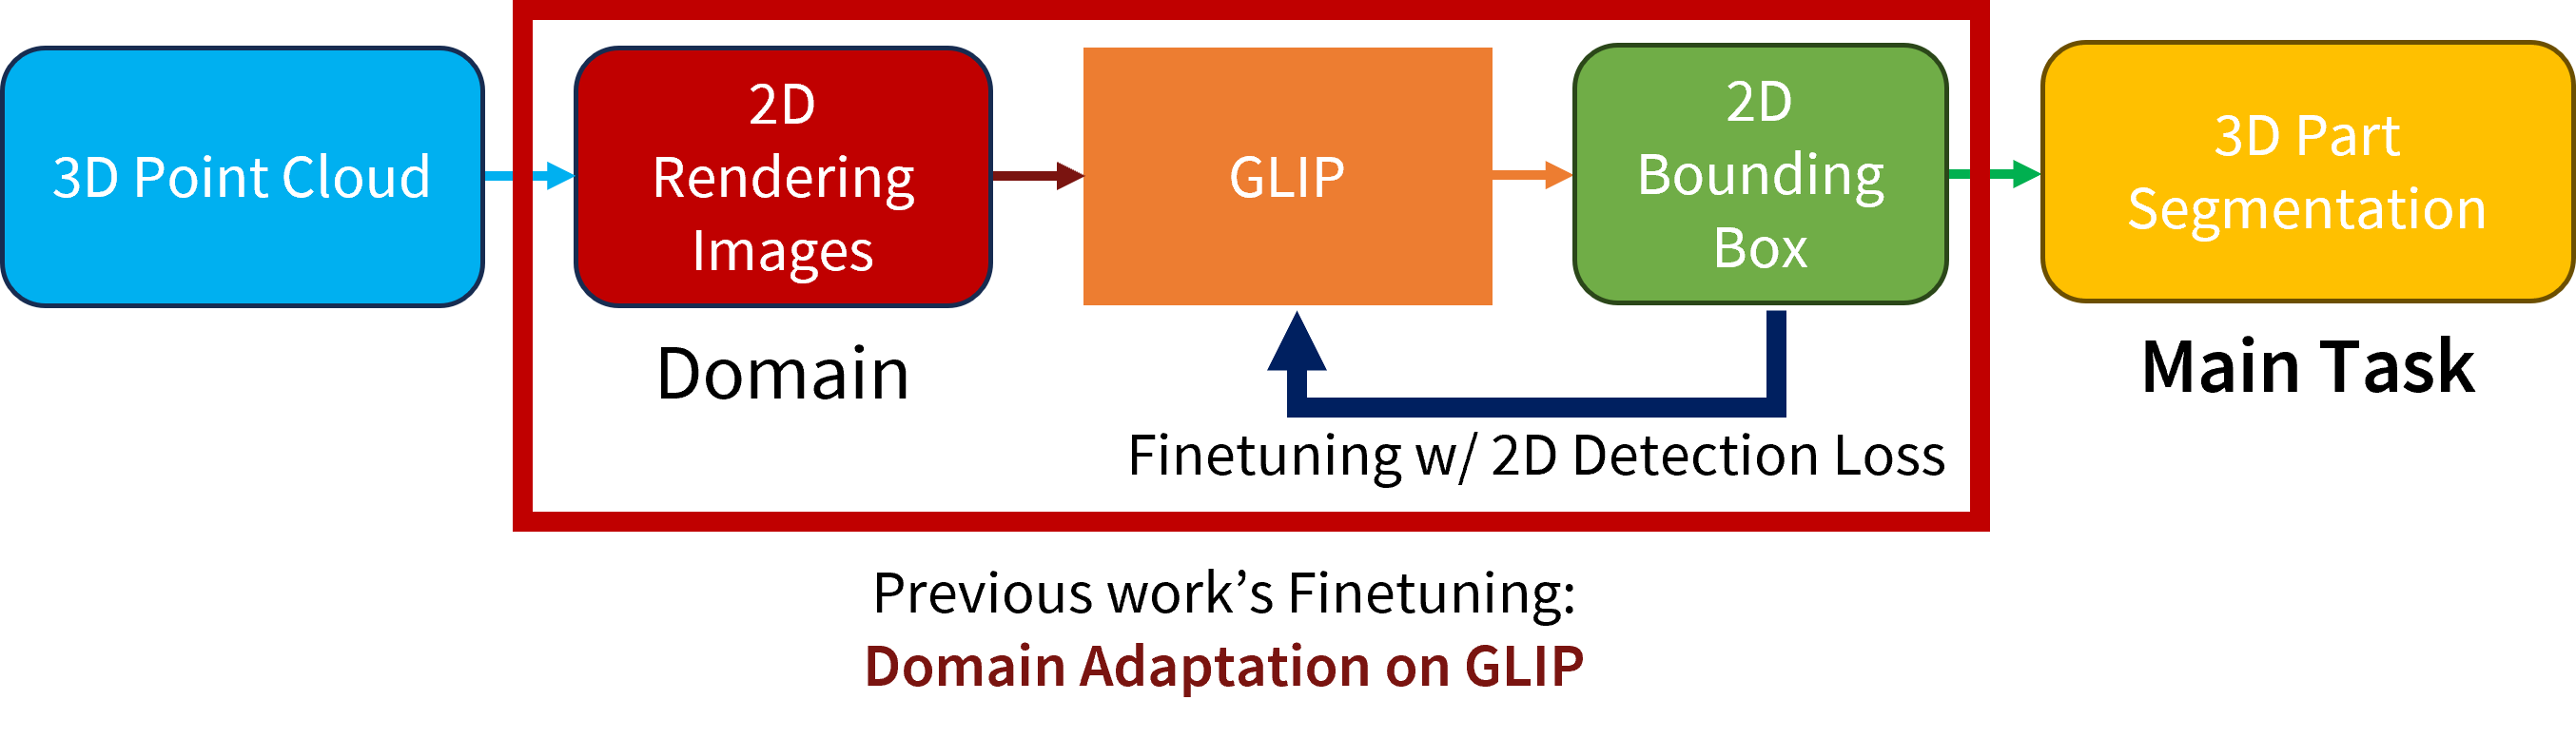 3D Point Cloud
2D
Rendering
Images
GLIP
2D
Bounding
Box
3D Part
Segmentation
Domain
Main Task
Finetuning w/ 2D Detection Loss
Previous work’s Finetuning:
Domain Adaptation on GLIP